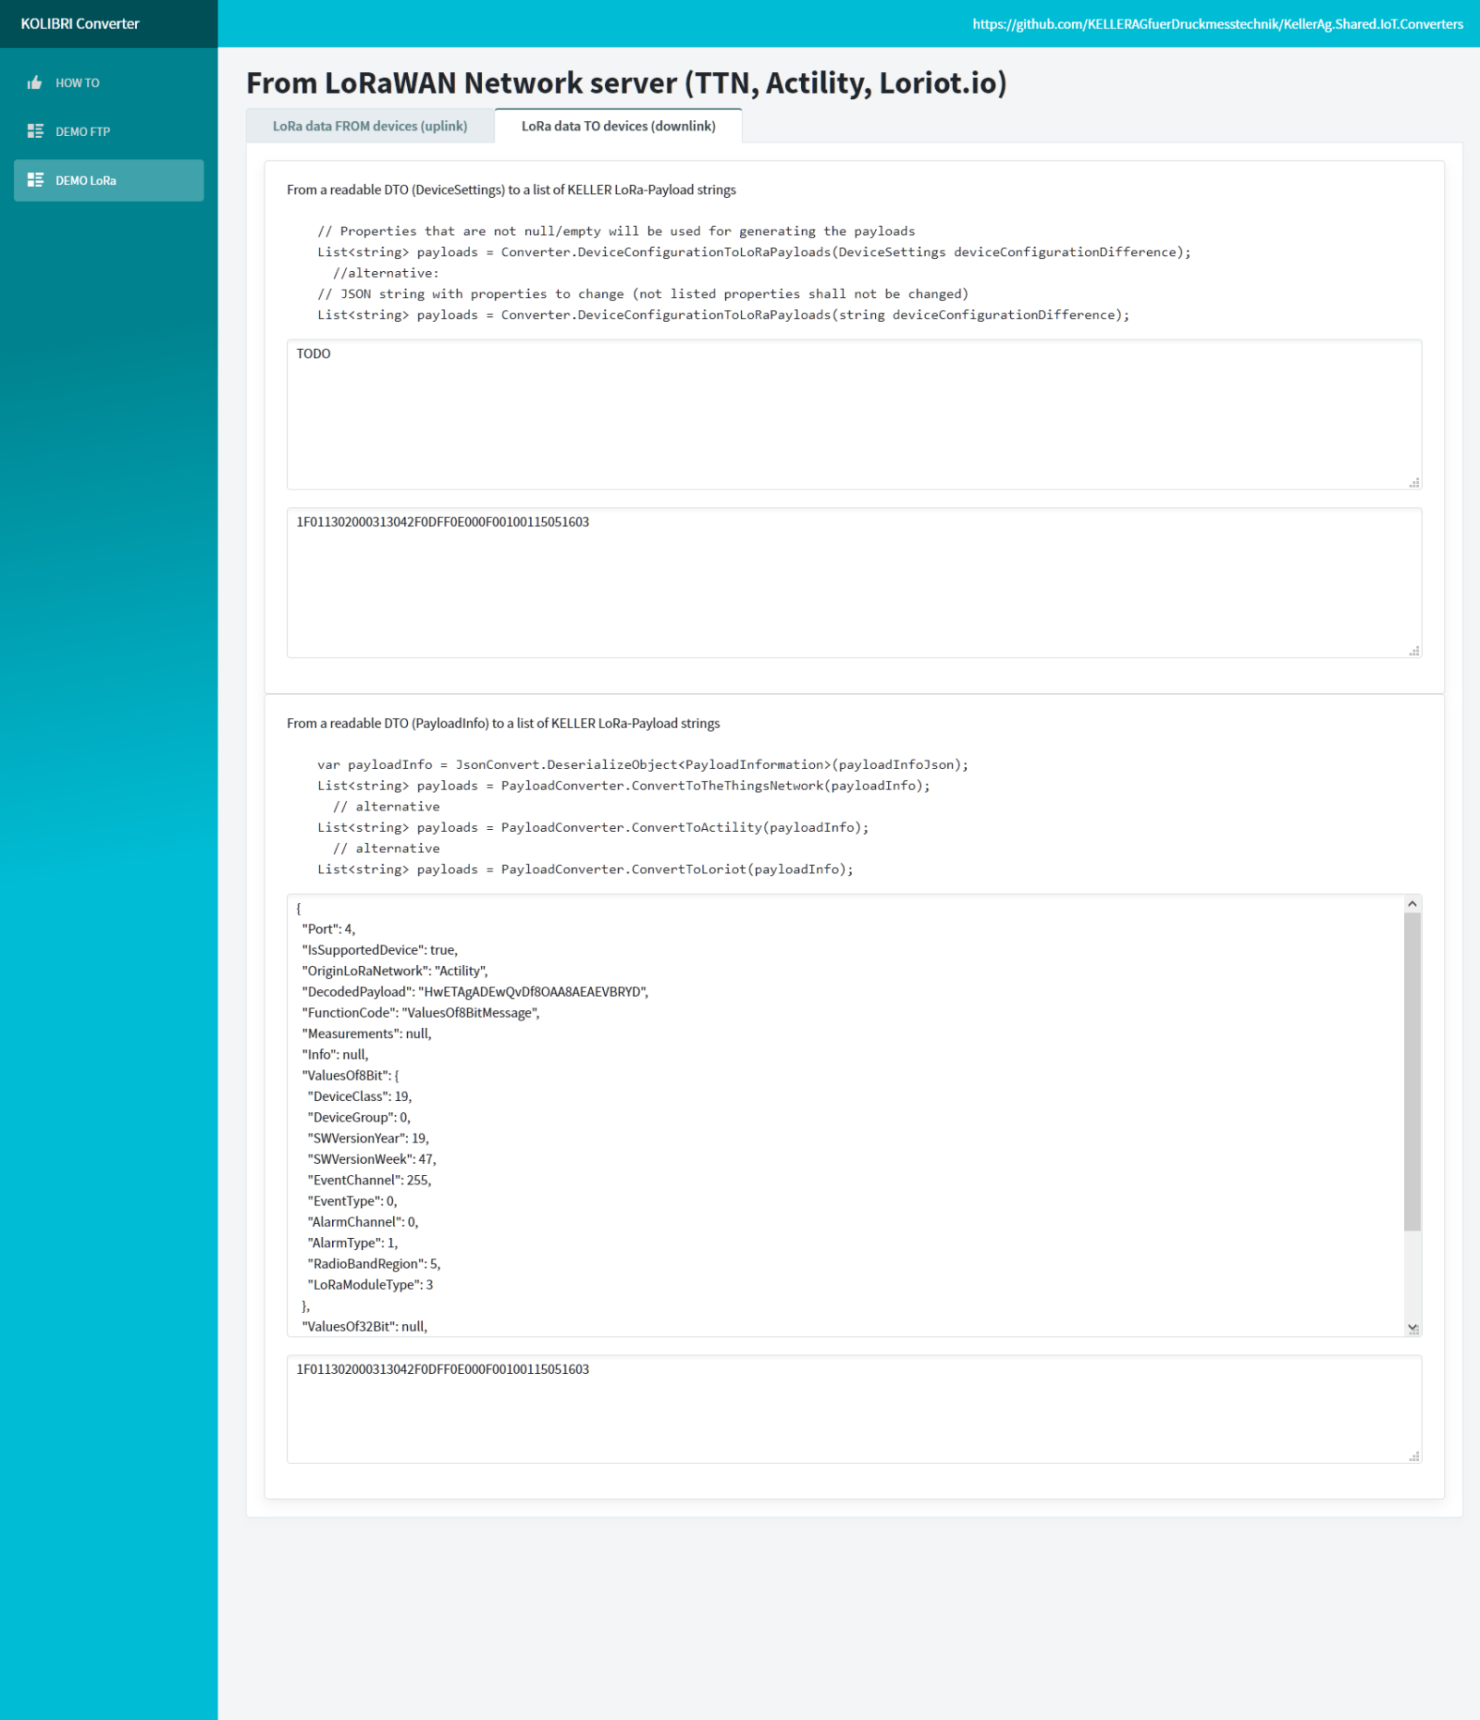 KOLIBRI Converter
https://github.com/KELLERAGfuerDruckmesstechnik/KellerAg.Shared.IoT.Converters
HOW TO
DEMO FTP
DEMO LoRa
From LoRaWAN Network server (TTN, Actility, Loriot.io)
LoRa data FROM devices (uplink)
LoRa data TO devices (downlink)
From a readable DTO (DeviceSettings) to a list of KELLER LoRa-Payload strings
// Properties that are not null/empty will be used for generating the payloads
List<string> payloads = Converter.DeviceConfigurationToLoRaPayloads(DeviceSettings deviceConfigurationDifference);
//alternative:
// JSON string with properties to change (not listed properties shall not be changed)
List<string> payloads = Converter.DeviceConfigurationToLoRaPayloads(string deviceConfigurationDifference);
TODO
1F011302000313042F0DFF0E000F00100115051603
From a readable DTO (PayloadInfo) to a list of KELLER LoRa-Payload strings
var payloadInfo = JsonConvert.DeserializeObject<PayloadInformation>(payloadInfoJson);
List<string> payloads = PayloadConverter.ConvertToTheThingsNetwork(payloadInfo);
// alternative
List<string> payloads = PayloadConverter.ConvertToActility(payloadInfo);
// alternative
List<string> payloads = PayloadConverter.ConvertToLoriot(payloadInfo);
{
"Port": 4,
"IsSupportedDevice": true,
"OriginLoRaNetwork": "Actility",
"DecodedPayload": "HwETAgADEwQvDf8OAA8AEAEVBRYD",
"FunctionCode": "ValuesOf8BitMessage",
"Measurements": null,
"Info": null,
"ValuesOf8Bit": {
"DeviceClass": 19,
"DeviceGroup": 0,
"SWVersionYear": 19,
"SWVersionWeek": 47,
"EventChannel": 255,
"EventType": 0,
"AlarmChannel": 0,
"AlarmType": 1,
"RadioBandRegion": 5,
"LoRaModuleType": 3
},
"ValuesOf32Bit": null,
1F011302000313042F0DFF0E000F00100115051603